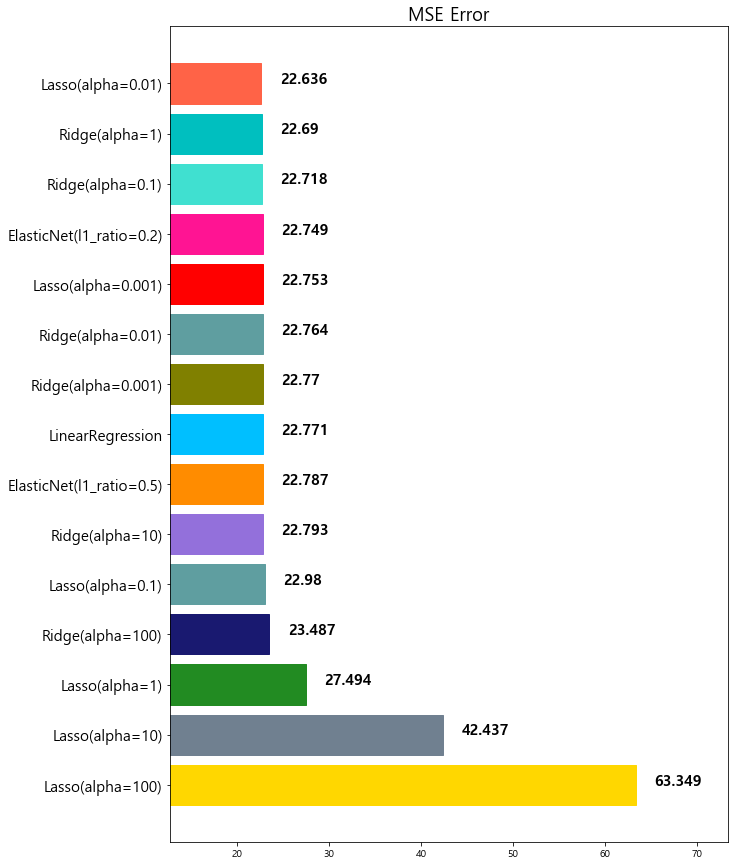 MSE Error
Lasso(alpha=0.01) 22.636
Ridge(alpha=1) 22.69
Ridge(alpha=0.1) 22.718
ElasticNet(l1_ratio=0.2) 22.749
Lasso(alpha=0.001) 22.753
Ridge(alpha=0.01) 22.764
Ridge(alpha=0.001) 22.77
LinearRegression 22.771
ElasticNet(l1_ratio=0.5) 22.787
Ridge(alpha=10) 22.793
Lasso(alpha=0.1) 22.98
Ridge(alpha=100) 23.487
Lasso(alpha=1) 27.494
Lasso(alpha=10) 42.437
Lasso(alpha=100) 63.349
20 30 40 50 60 70